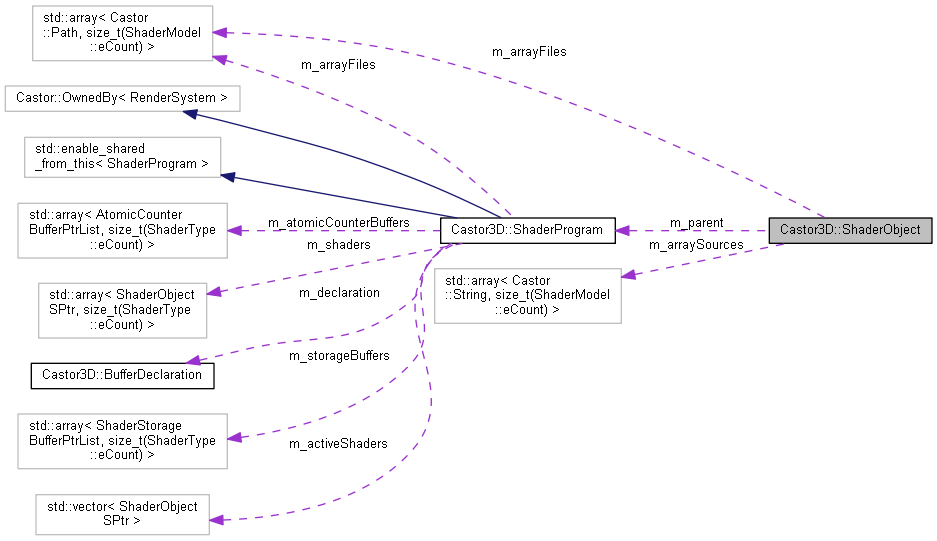 std::array< Castor
::Path, size_t(ShaderModel
::eCount) >
m_arrayFiles
m_arrayFiles
Castor::OwnedBy< RenderSystem >
std::enable_shared
_from_this< ShaderProgram >
std::array< AtomicCounter
BufferPtrList, size_t(ShaderType
::eCount) >
m_atomicCounterBuffers
Castor3D::ShaderProgram
m_parent
Castor3D::ShaderObject
m_shaders
m_arraySources
std::array< ShaderObject
SPtr, size_t(ShaderType
::eCount) >
m_declaration
std::array< Castor
::String, size_t(ShaderModel
::eCount) >
Castor3D::BufferDeclaration
m_storageBuffers
std::array< ShaderStorage
BufferPtrList, size_t(ShaderType
::eCount) >
m_activeShaders
std::vector< ShaderObject
SPtr >